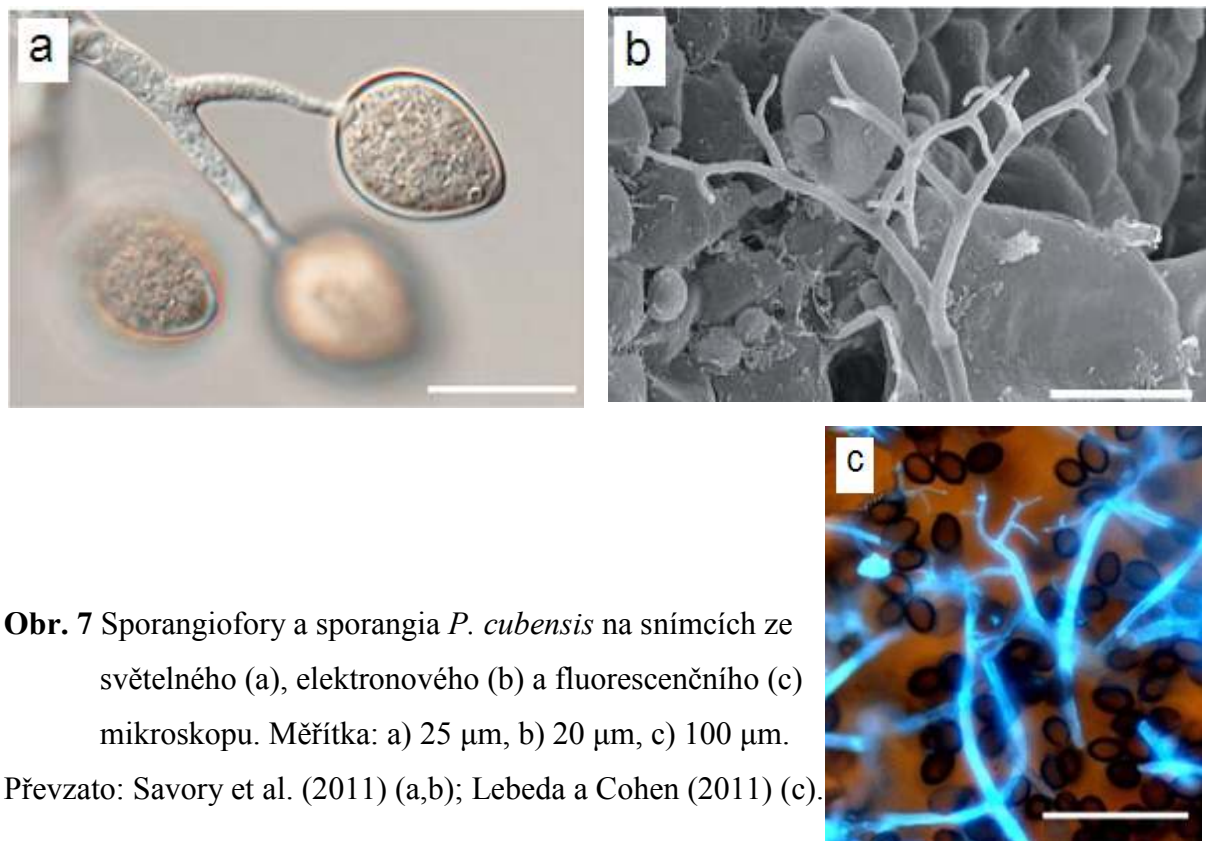 a
b
c
Obr. 7 Sporangiofory a sporangia P. cubensis na snímcích ze
světelného (a), elektronového (b) a fluorescenčního (c)
mikroskopu. Měřítka: a) 25 μm, b) 20 μm, c) 100 μm.
Převzato: Savory et al. (2011) (a,b); Lebeda a Cohen (2011) (c).